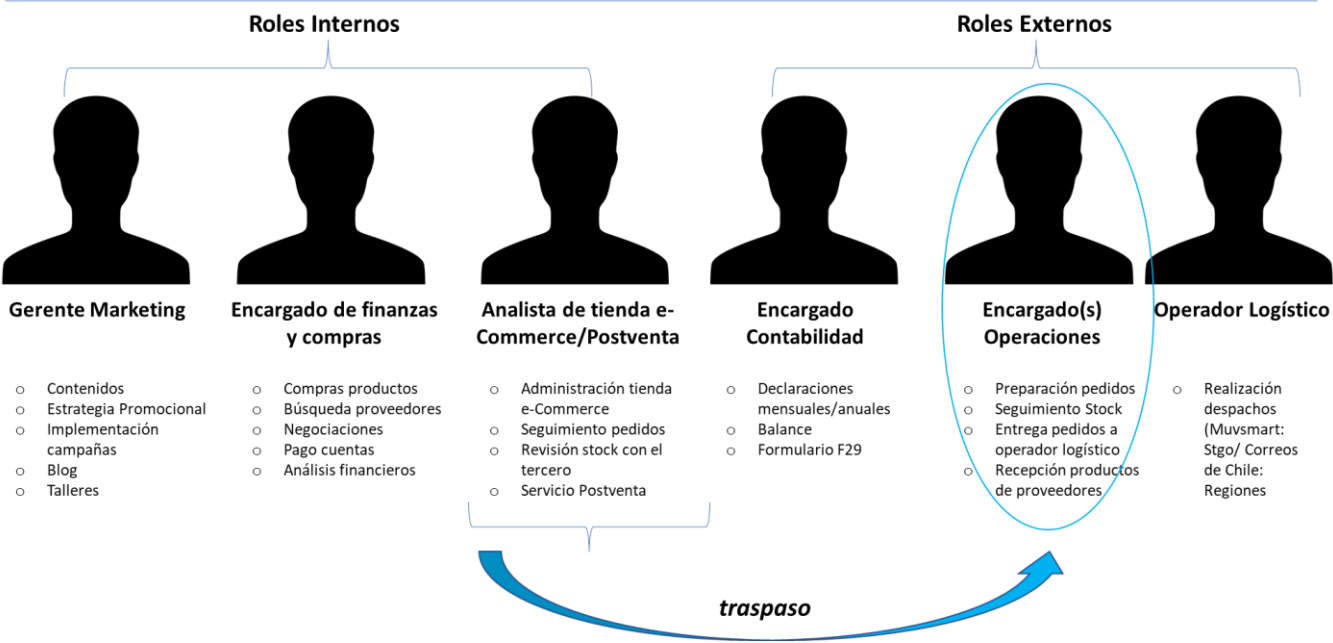 Roles Internos
Roles Externos
Gerente Marketing
o Contenidos
o Estrategia Promocional
o Implementación
campañas
o Blog
o Talleres
Encargado de finanzas
y compras
o Compras productos
o Búsqueda proveedores
o Negociaciones
o Pago cuentas
o Análisis financieros
Analista de tienda e-
Commerce/Postventa
o Administración tienda
e-Commerce
o Seguimiento pedidos
o Revisión stock con el
tercero
o Servicio Postventa
Encargado
Contabilidad
o Declaraciones
mensuales/anuales
o Balance
o Formulario F29
Encargado(s)
Operaciones
o Preparación pedidos
o Seguimiento Stock
o Entrega pedidos a
operador logístico
o Recepción productos
de proveedores
Operador Logístico
o Realización
despachos
(Muvsmart:
Stgo/ Correos
de Chile:
Regiones
traspaso